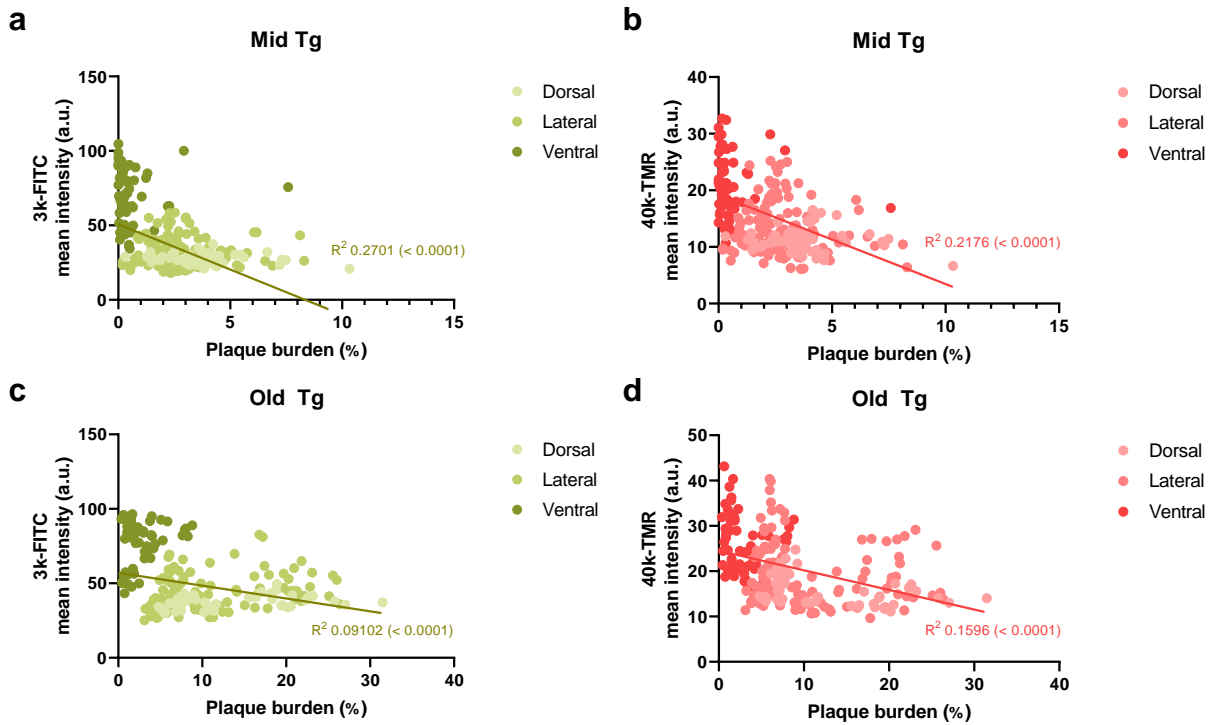 a
Mid Tg
3k-FITC
mean intensity (a.u.)
150
100
50
0
0 5 10 15
Plaque burden (%)
Dorsal
Lateral
Ventral
R² 0.2701 (< 0.0001)
b
Mid Tg
40k-TMR
mean intensity (a.u.)
40
30
20
10
0
0 5 10 15
Plaque burden (%)
Dorsal
Lateral
Ventral
R² 0.2176 (< 0.0001)
c
Old Tg
3k-FITC
mean intensity (a.u.)
150
100
50
0
0 10 20 30 40
Plaque burden (%)
Dorsal
Lateral
Ventral
R² 0.09102 (< 0.0001)
d
Old Tg
40k-TMR
mean intensity (a.u.)
50
40
30
20
10
0
0 10 20 30 40
Plaque burden (%)
Dorsal
Lateral
Ventral
R² 0.1596 (< 0.0001)